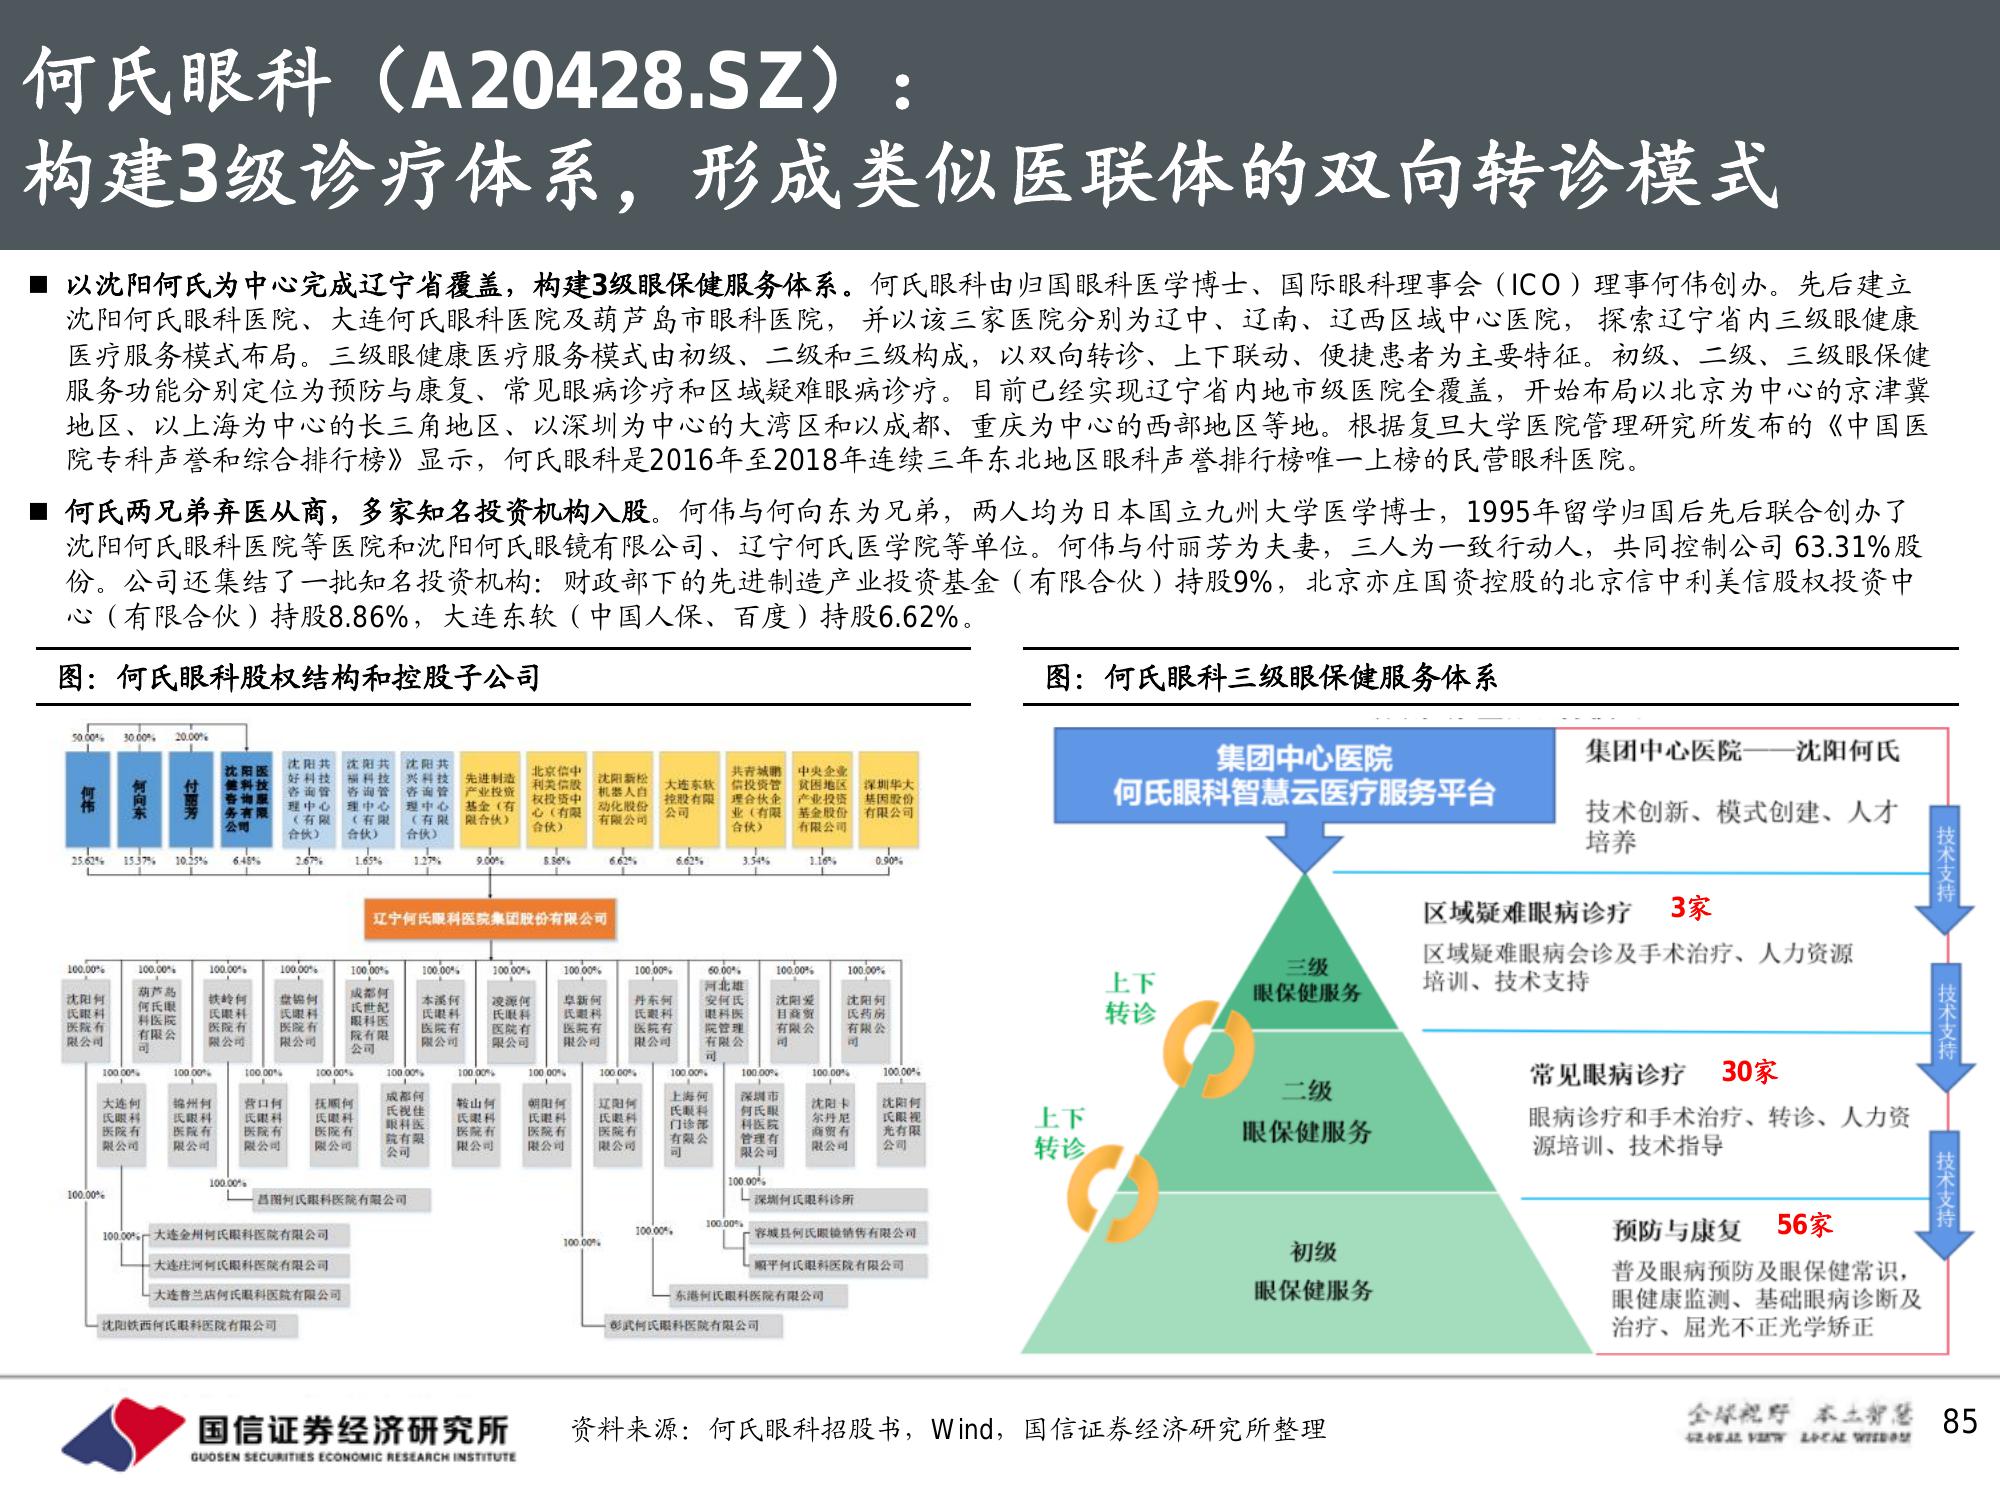 何氏眼科（A20428.SZ）：
构建3级诊疗体系，形成类似医联体的双向转诊模式
■ 以沈阳何氏为中心完成辽宁省覆盖，构建3级眼保健服务体系。何氏眼科由归国眼科医学博士、国际眼科理事会（ICO）理事何伟创办。先后建立
沈阳何氏眼科医院、大连何氏眼科医院及葫芦岛市眼科医院， 并以该三家医院分别为辽中、辽南、辽西区域中心医院， 探索辽宁省内三级眼健康
医疗服务模式布局。三级眼健康医疗服务模式由初级、二级和三级构成，以双向转诊、上下联动、便捷患者为主要特征。初级、二级、三级眼保健
服务功能分别定位为预防与康复、常见眼病诊疗和区域疑难眼病诊疗。目前已经实现辽宁省内地市级医院全覆盖，开始布局以北京为中心的京津冀
地区、以上海为中心的长三角地区、以深圳为中心的大湾区和以成都、重庆为中心的西部地区等地。根据复旦大学医院管理研究所发布的《中国医
院专科声誉和综合排行榜》显示，何氏眼科是2016年至2018年连续三年东北地区眼科声誉排行榜唯一上榜的民营眼科医院。
■ 何氏两兄弟弃医从商，多家知名投资机构入股。何伟与何向东为兄弟，两人均为日本国立九州大学医学博士，1995年留学归国后先后联合创办了
沈阳何氏眼科医院等医院和沈阳何氏眼镜有限公司、辽宁何氏医学院等单位。何伟与付丽芳为夫妻，三人为一致行动人，共同控制公司 63.31%股
份。公司还集结了一批知名投资机构：财政部下的先进制造产业投资基金（有限合伙）持股9%，北京亦庄国资控股的北京信中利美信股权投资中
心（有限合伙）持股8.86%，大连东软（中国人保、百度）持股6.62%。
图：何氏眼科股权结构和控股子公司
50.00% 30.00% 20.00%
何伟
何向东
付丽芳
沈阳医
健科技
咨询服
务有限
公司
沈阳共
好科技
咨询管
理中心
（有限
合伙）
沈阳共
福科技
咨询管
理中心
（有限
合伙）
沈阳共
兴科技
咨询管
理中心
（有限
合伙）
先进制造
产业投资
基金（有
限合伙）
北京信中
利美信股
权投资中
心（有限
合伙）
沈阳新松
机器人自
动化股份
有限公司
大连东软
控股有限
公司
共青城鹏
信投资管
理合伙企
业（有限
合伙）
中央企业
贫困地区
产业投资
基金股份
有限公司
深圳华大
基因股份
有限公司
25.62% 15.37% 10.25% 6.48% 2.67% 1.65% 1.27% 9.00% 8.86% 6.62% 6.62% 3.54% 1.16% 0.90%
辽宁何氏眼科医院集团股份有限公司
100.00% 100.00% 100.00% 100.00% 100.00% 100.00% 100.00% 100.00% 100.00% 60.00% 100.00% 100.00%
沈阳何
氏眼科
医院有
限公司
葫芦岛
何氏眼
科医院
有限公
司
铁岭何
氏眼科
医院有
限公司
盘锦何
氏眼科
医院有
限公司
成都何
氏世纪
眼科医
院有限
公司
本溪何
氏眼科
医院有
限公司
凌源何
氏眼科
医院有
限公司
阜新何
氏眼科
医院有
限公司
丹东何
氏眼科
医院有
限公司
河北雄
安何氏
眼科医
院管理
有限公
司
沈阳爱
目商贸
有限公
司
沈阳何
氏药房
有限公
司
100.00% 100.00% 100.00% 100.00% 100.00% 100.00% 100.00% 100.00% 100.00% 100.00% 100.00% 100.00%
大连何
氏眼科
医院有
限公司
锦州何
氏眼科
医院有
限公司
营口何
氏眼科
医院有
限公司
抚顺何
氏眼科
医院有
限公司
成都何
氏视佳
眼科医
院有限
公司
鞍山何
氏眼科
医院有
限公司
朝阳何
氏眼科
医院有
限公司
辽阳何
氏眼科
医院有
限公司
上海何
氏眼科
门诊部
有限公
司
深圳市
何氏眼
科医院
管理有
限公司
沈阳卡
尔丹尼
商贸有
限公司
沈阳何
氏眼视
光有限
公司
100.00%
100.00%
昌图何氏眼科医院有限公司
100.00%
大连金州何氏眼科医院有限公司
大连庄河何氏眼科医院有限公司
大连普兰店何氏眼科医院有限公司
沈阳铁西何氏眼科医院有限公司
100.00%
深圳何氏眼科诊所
100.00%
容城县何氏眼镜销售有限公司
顺平何氏眼科医院有限公司
100.00%
东港何氏眼科医院有限公司
100.00%
彰武何氏眼科医院有限公司
图：何氏眼科三级眼保健服务体系
集团中心医院
何氏眼科智慧云医疗服务平台
集团中心医院——沈阳何氏
技术创新、模式创建、人才
培养
技术支持
区域疑难眼病诊疗 3家
区域疑难眼病会诊及手术治疗、人力资源
培训、技术支持
三级
眼保健服务
上下
转诊
技术支持
常见眼病诊疗 30家
眼病诊疗和手术治疗、转诊、人力资
源培训、技术指导
二级
眼保健服务
上下
转诊
技术支持
预防与康复 56家
普及眼病预防及眼保健常识，
眼健康监测、基础眼病诊断及
治疗、屈光不正光学矫正
初级
眼保健服务
国信证券经济研究所
GUOSEN SECURITIES ECONOMIC RESEARCH INSTITUTE
资料来源：何氏眼科招股书，Wind，国信证券经济研究所整理
全球视野 本土智慧
GLOBAL VIEW LOCAL WISDOM
85